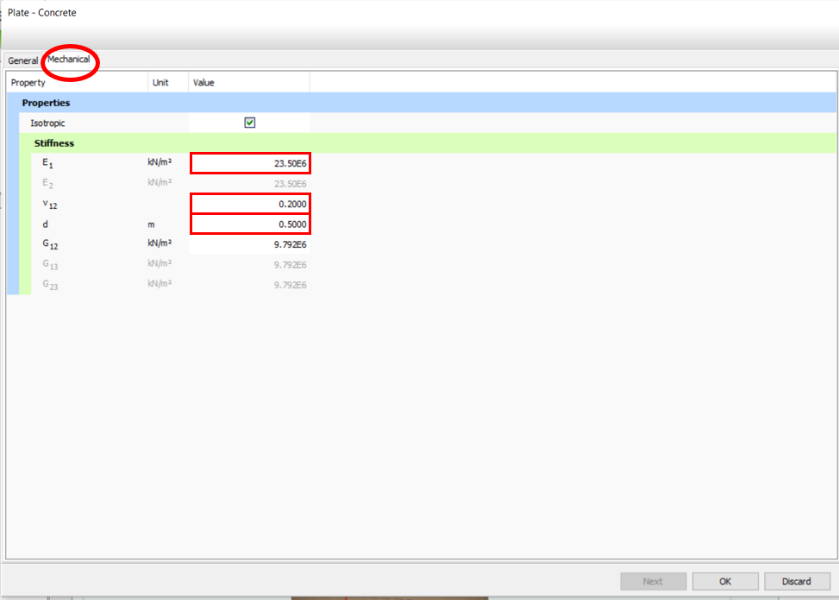 Plate - Concrete
General Mechanical
Property Unit Value
Properties
Isotropic
Stiffness
E₁ kN/m² 23.50E6
E₂ kN/m² 23.50E6
ν₁₂ 0.2000
d m 0.5000
G₁₂ kN/m² 9.792E6
G₁₃ kN/m² 9.792E6
G₂₃ kN/m² 9.792E6
Next OK Discard